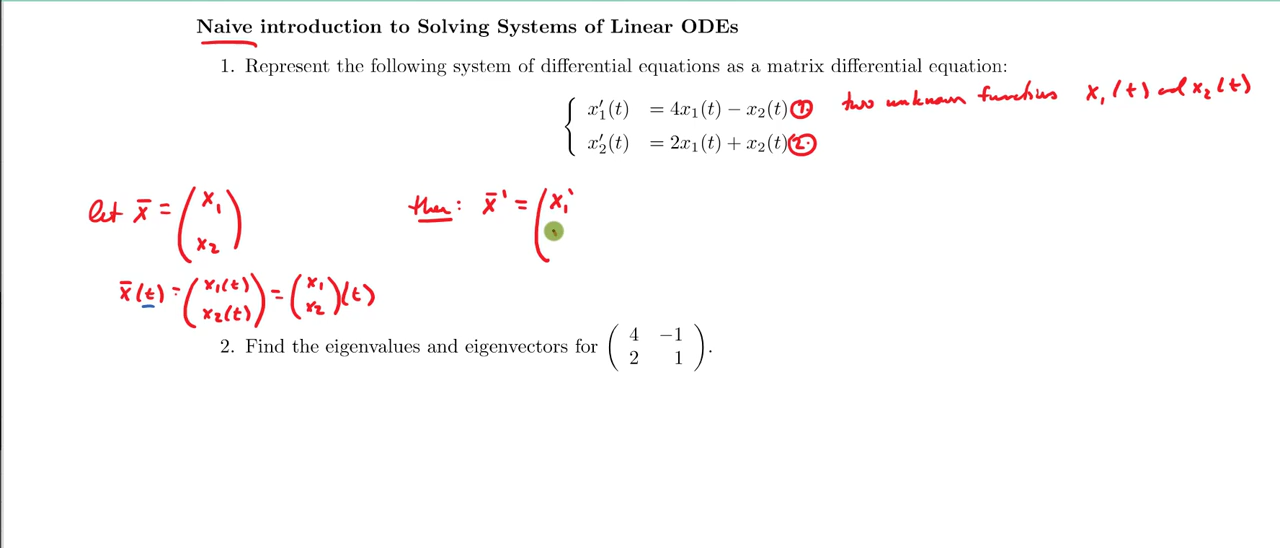 Naive introduction to Solving Systems of Linear ODEs
1. Represent the following system of differential equations as a matrix differential equation:
x₁′(t) = 4x₁(t) − x₂(t) ①. two unknown functions x₁(t) and x₂(t)
x₂′(t) = 2x₁(t) + x₂(t) ②.
let x̄ = (x₁ x₂) then: x̄' = (x₁'
x̄(t) = (x₁(t) x₂(t)) = (x₁ x₂)(t)
2. Find the eigenvalues and eigenvectors for (4 −1
2 1).